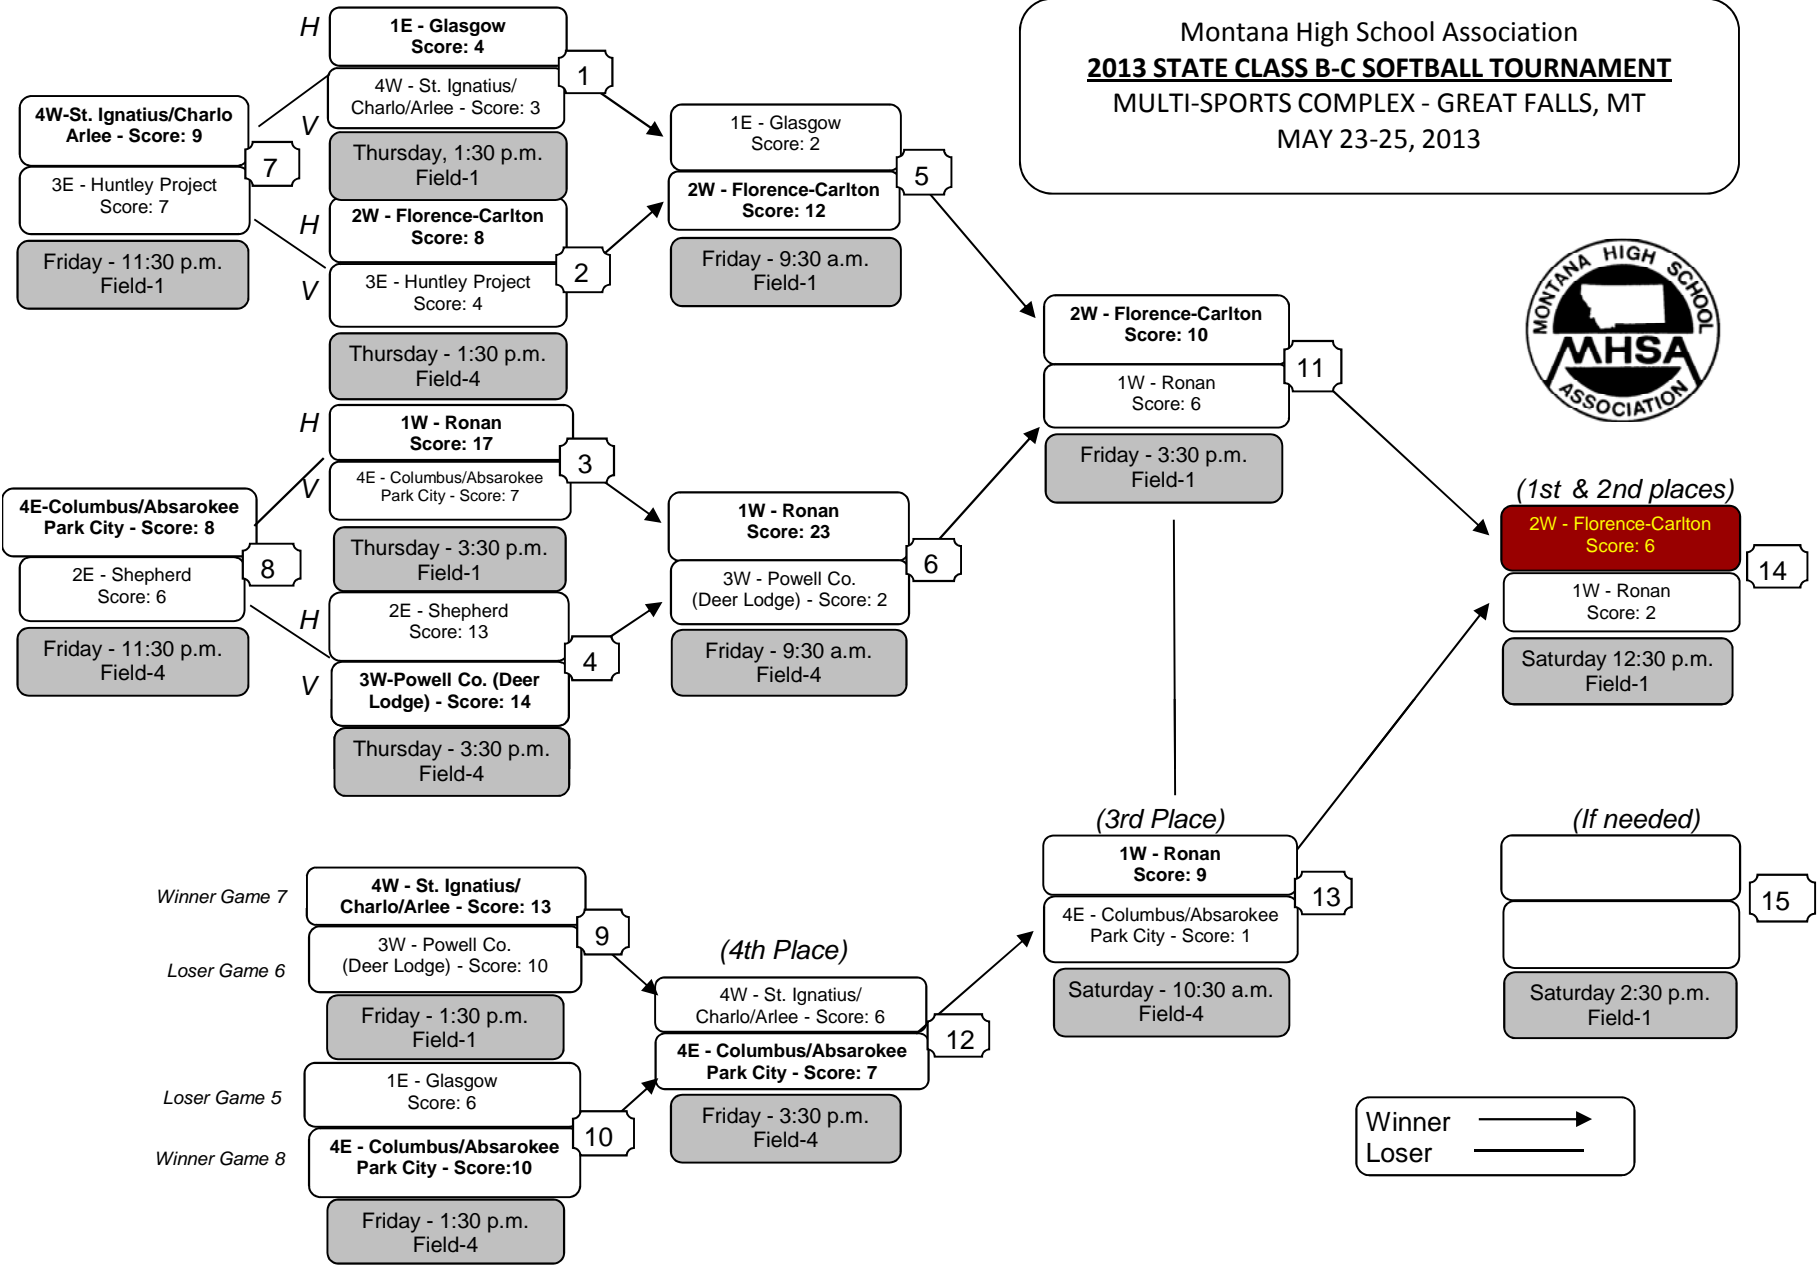 Montana High School Association
2013 STATE CLASS B-C SOFTBALL TOURNAMENT
MULTI-SPORTS COMPLEX - GREAT FALLS, MT
MAY 23-25, 2013
4W-St. Ignatius/Charlo
Arlee - Score: 9
7
3E - Huntley Project
Score: 7
Friday - 11:30 p.m.
Field-1
4E-Columbus/Absarokee
Park City - Score: 8
8
2E - Shepherd
Score: 6
Friday - 11:30 p.m.
Field-4
H
1E - Glasgow
Score: 4
1
V
4W - St. Ignatius/
Charlo/Arlee - Score: 3
Thursday, 1:30 p.m.
Field-1
H
2W - Florence-Carlton
Score: 8
2
V
3E - Huntley Project
Score: 4
Thursday - 1:30 p.m.
Field-4
H
1W - Ronan
Score: 17
3
V
4E - Columbus/Absarokee
Park City - Score: 7
Thursday - 3:30 p.m.
Field-1
H
2E - Shepherd
Score: 13
4
V
3W-Powell Co. (Deer
Lodge) - Score: 14
Thursday - 3:30 p.m.
Field-4
1E - Glasgow
Score: 2
5
2W - Florence-Carlton
Score: 12
Friday - 9:30 a.m.
Field-1
1W - Ronan
Score: 23
6
3W - Powell Co.
(Deer Lodge) - Score: 2
Friday - 9:30 a.m.
Field-4
2W - Florence-Carlton
Score: 10
11
1W - Ronan
Score: 6
Friday - 3:30 p.m.
Field-1
MONTANA HIGH SCHOOL
MHSA
ASSOCIATION
(1st & 2nd places)
2W - Florence-Carlton
Score: 6
14
1W - Ronan
Score: 2
Saturday 12:30 p.m.
Field-1
Winner Game 7
4W - St. Ignatius/
Charlo/Arlee - Score: 13
9
Loser Game 6
3W - Powell Co.
(Deer Lodge) - Score: 10
Friday - 1:30 p.m.
Field-1
Loser Game 5
1E - Glasgow
Score: 6
10
Winner Game 8
4E - Columbus/Absarokee
Park City - Score:10
Friday - 1:30 p.m.
Field-4
(4th Place)
4W - St. Ignatius/
Charlo/Arlee - Score: 6
12
4E - Columbus/Absarokee
Park City - Score: 7
Friday - 3:30 p.m.
Field-4
(3rd Place)
1W - Ronan
Score: 9
13
4E - Columbus/Absarokee
Park City - Score: 1
Saturday - 10:30 a.m.
Field-4
(If needed)
15
Saturday 2:30 p.m.
Field-1
Winner
Loser